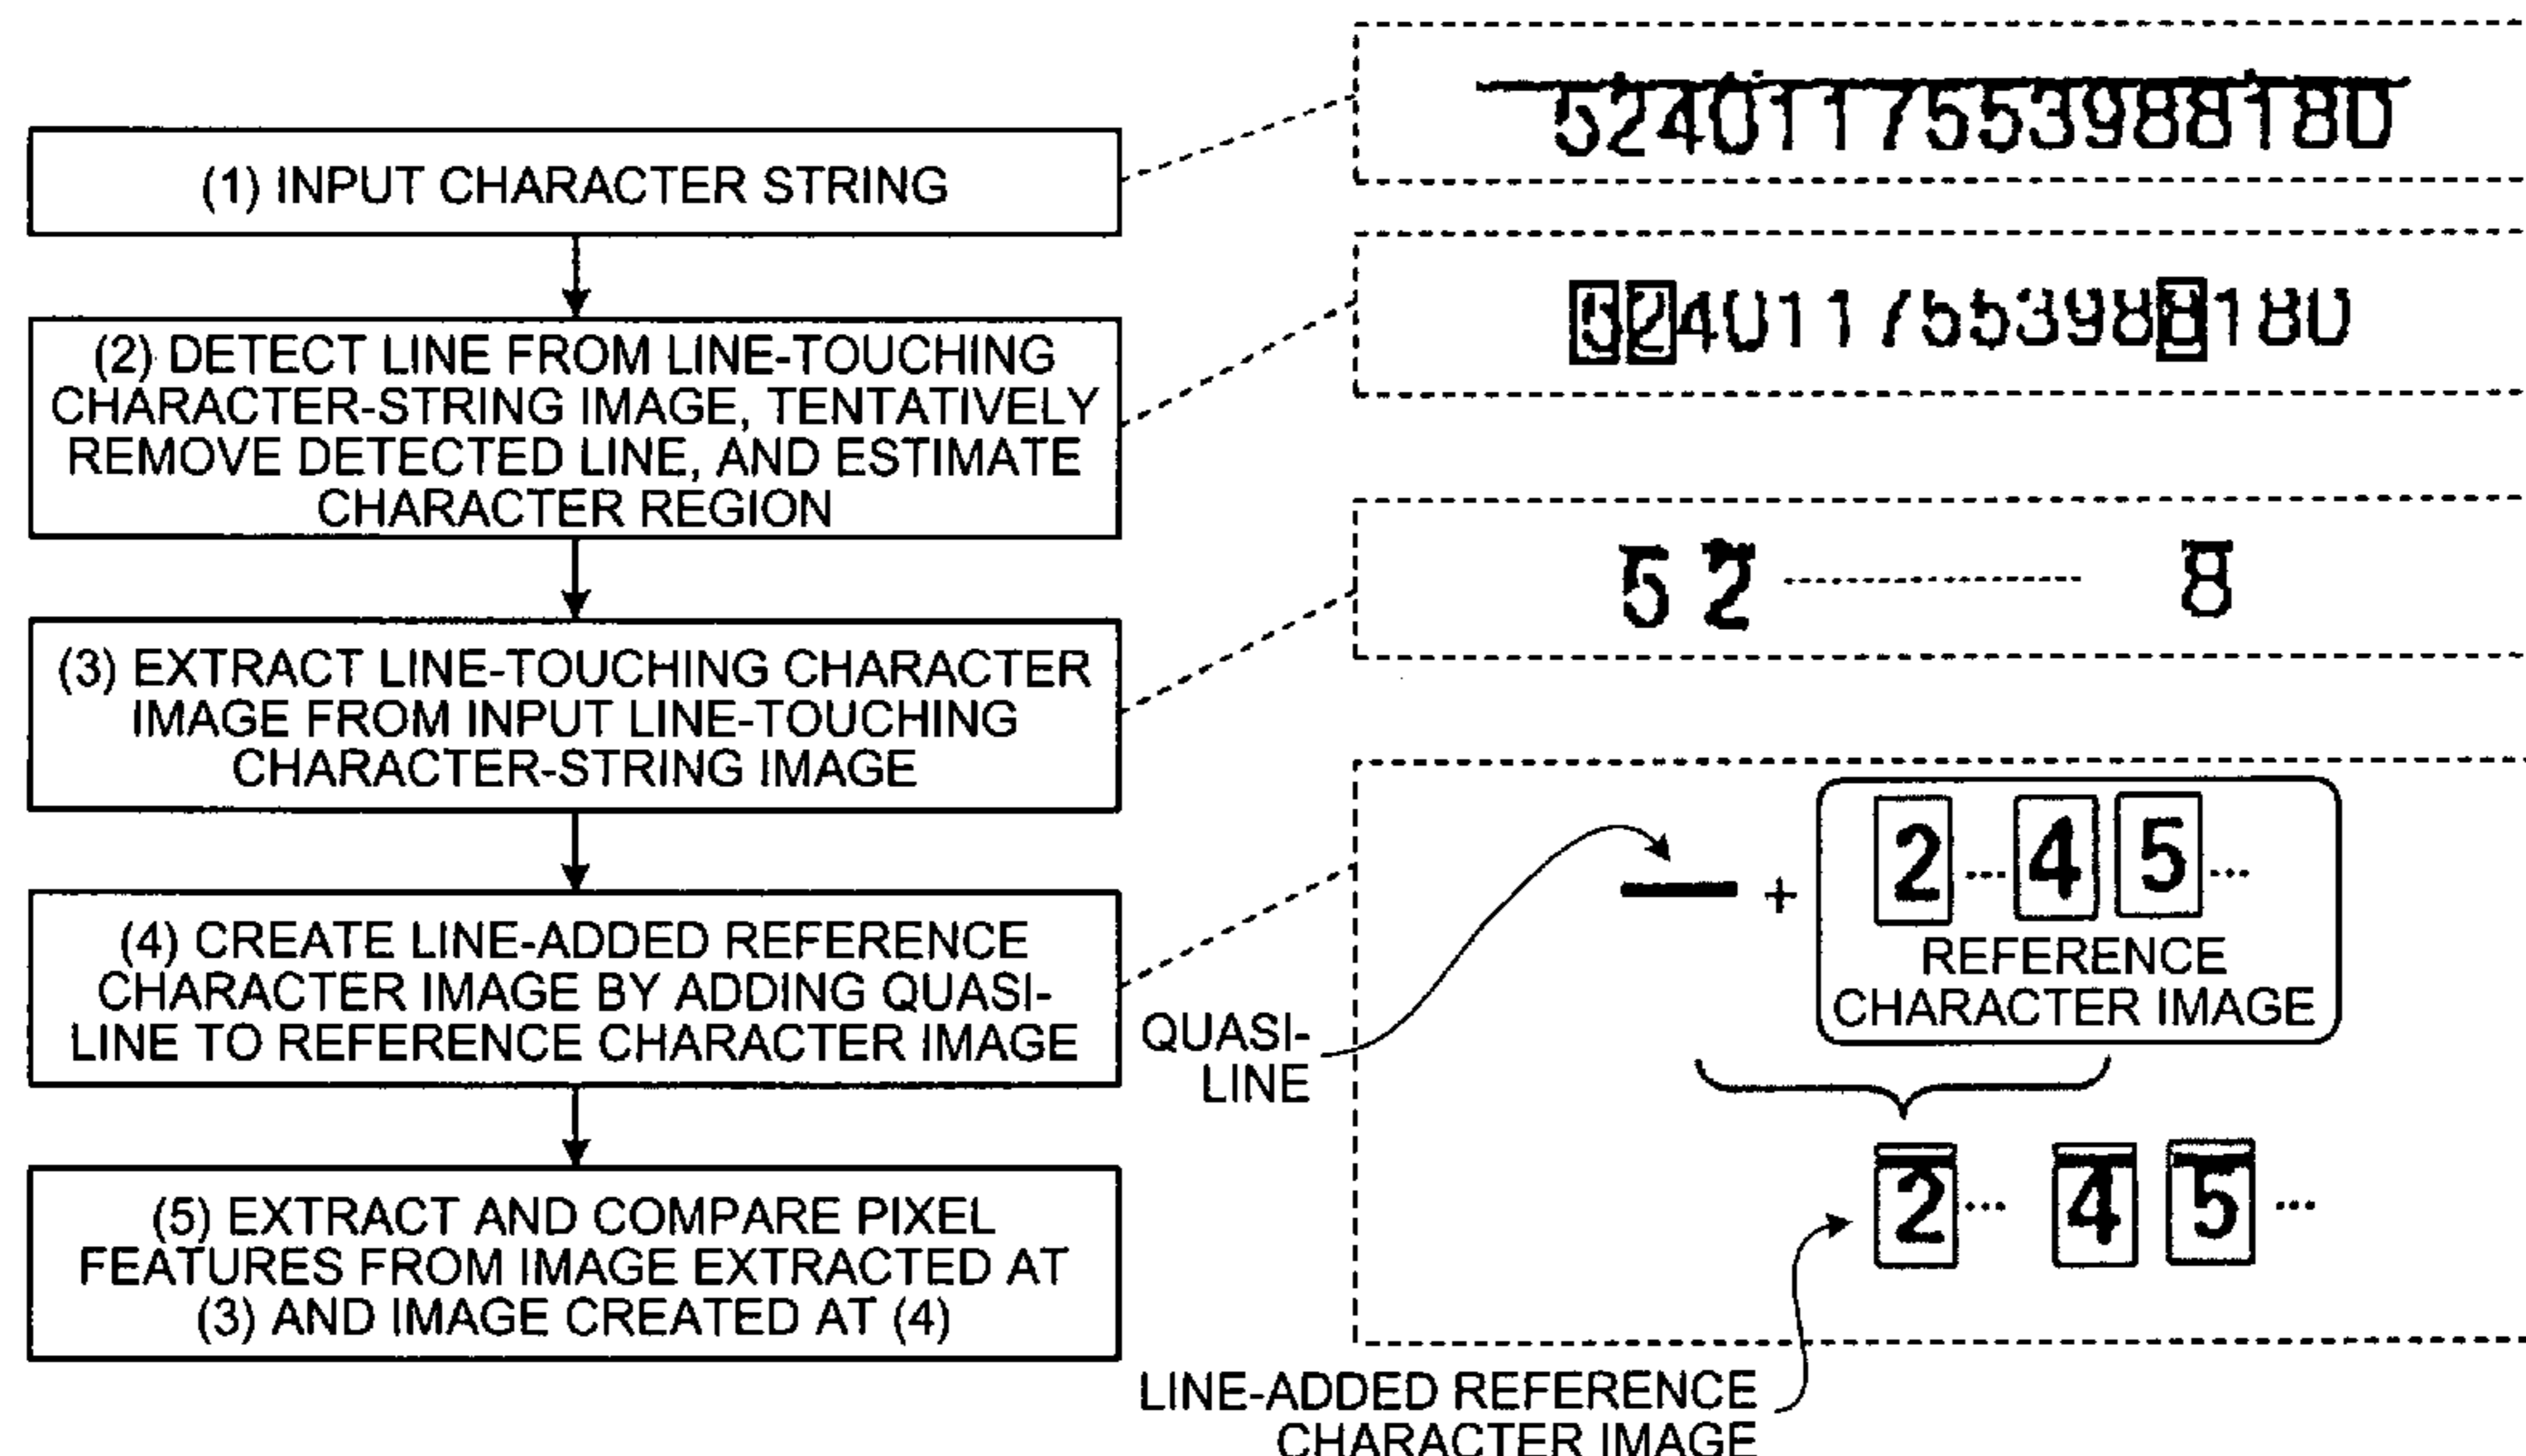 (1) INPUT CHARACTER STRING
5240117553988180
(2) DETECT LINE FROM LINE-TOUCHING
CHARACTER-STRING IMAGE, TENTATIVELY
REMOVE DETECTED LINE, AND ESTIMATE
CHARACTER REGION
5240117553988180
(3) EXTRACT LINE-TOUCHING CHARACTER
IMAGE FROM INPUT LINE-TOUCHING
CHARACTER-STRING IMAGE
5 2 8
(4) CREATE LINE-ADDED REFERENCE
CHARACTER IMAGE BY ADDING QUASI-
LINE TO REFERENCE CHARACTER IMAGE
+ 2 ... 4 5 ...
REFERENCE
CHARACTER IMAGE
QUASI-
LINE
2 ... 4 5 ...
(5) EXTRACT AND COMPARE PIXEL
FEATURES FROM IMAGE EXTRACTED AT
(3) AND IMAGE CREATED AT (4)
LINE-ADDED REFERENCE
CHARACTER IMAGE